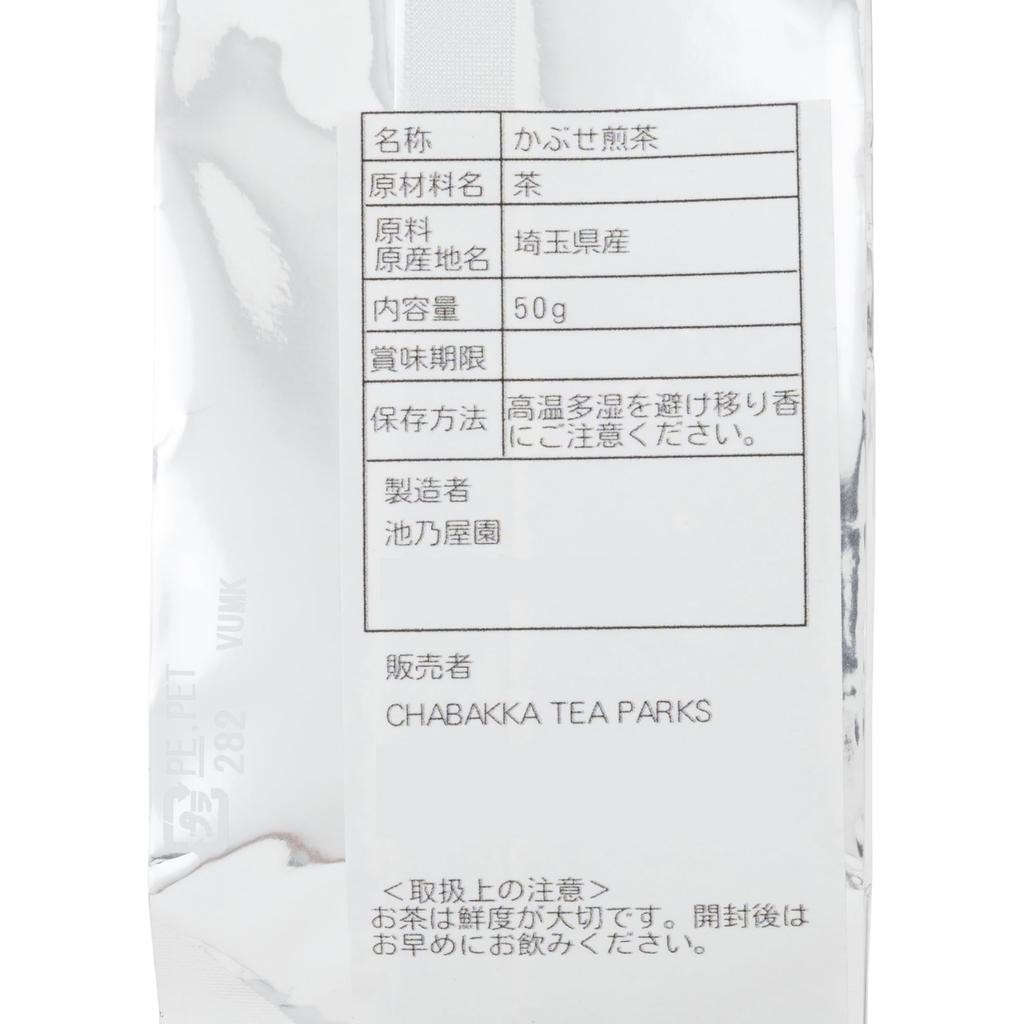 名称 かぶせ煎茶
原材料名 茶
原料
原産地名 埼玉県産
内容量 50g
賞味期限
保存方法 高温多湿を避け移り香
にご注意ください。
製造者
池乃屋園
販売者
CHABAKKA TEA PARKS
＜取扱上の注意＞
お茶は鮮度が大切です。開封後は
お早めにお飲みください。
プラ PE, PET
282 VUMK